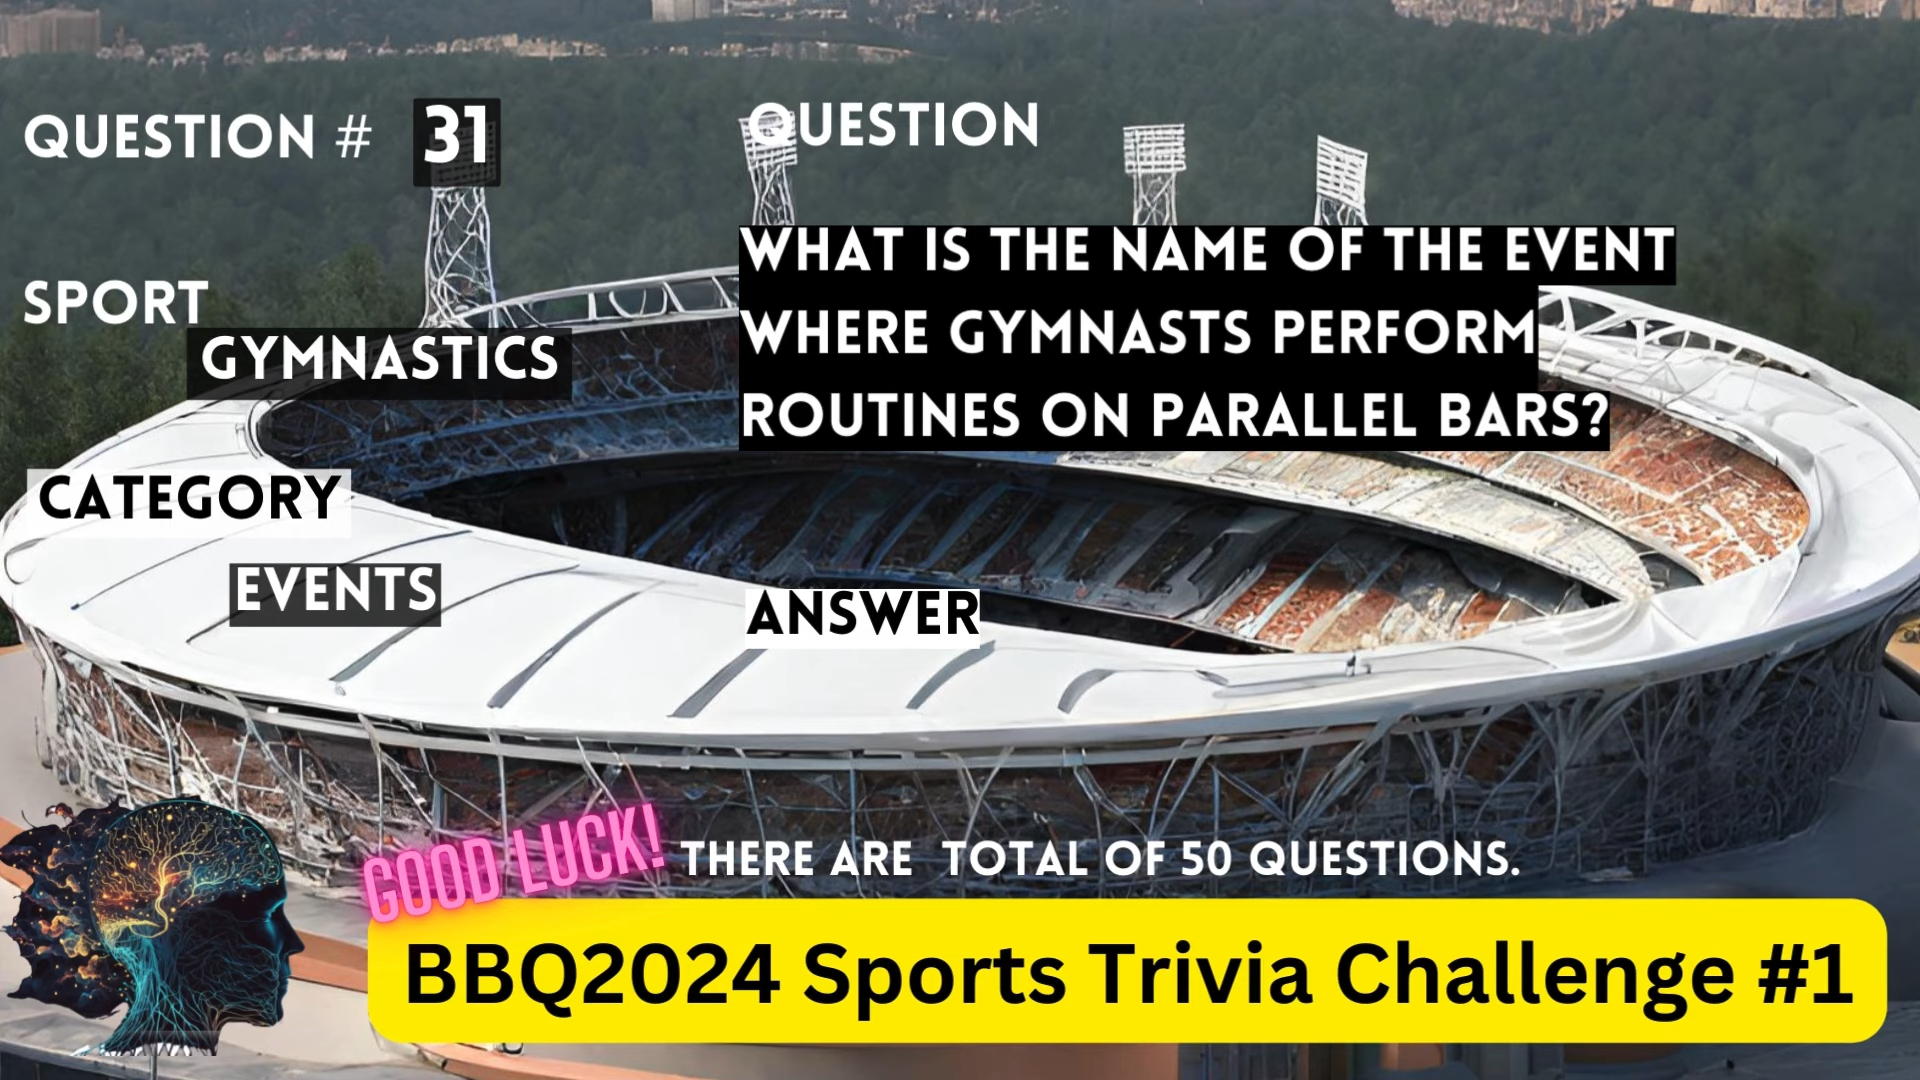 QUESTION # 31
SPORT
GYMNASTICS
CATEGORY
EVENTS
QUESTION
WHAT IS THE NAME OF THE EVENT
WHERE GYMNASTS PERFORM
ROUTINES ON PARALLEL BARS?
ANSWER
GOOD LUCK!
THERE ARE TOTAL OF 50 QUESTIONS.
BBQ2024 Sports Trivia Challenge #1